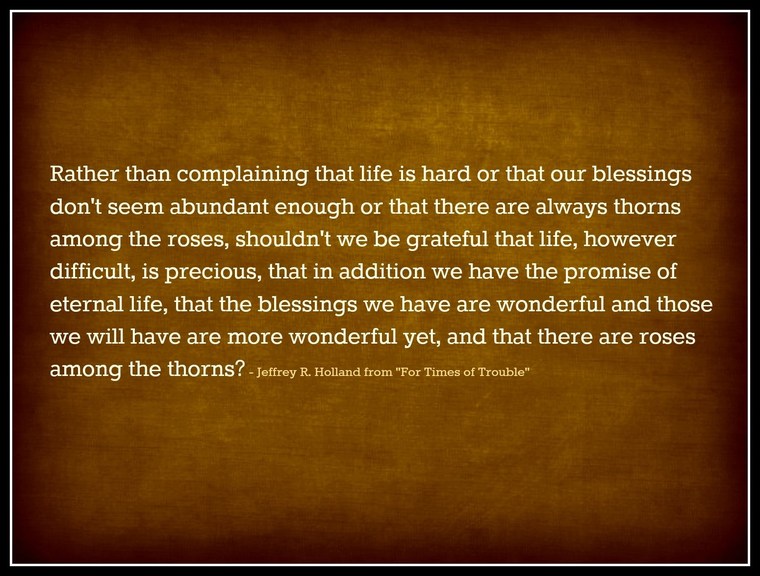 Rather than complaining that life is hard or that our blessings
don't seem abundant enough or that there are always thorns
among the roses, shouldn't we be grateful that life, however
difficult, is precious, that in addition we have the promise of
eternal life, that the blessings we have are wonderful and those
we will have are more wonderful yet, and that there are roses
among the thorns? - Jeffrey R. Holland from "For Times of Trouble"